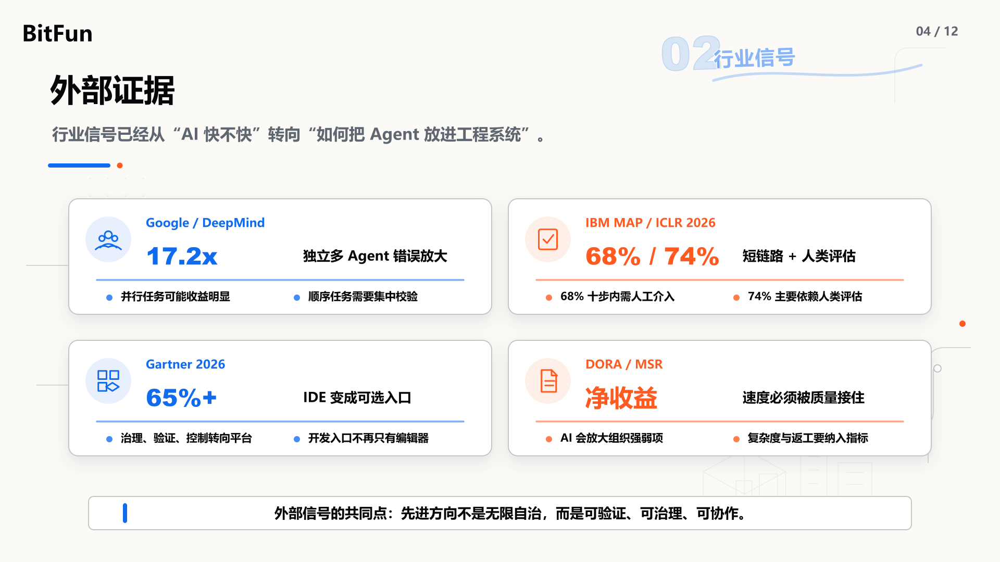 BitFun
04 / 12
02 行业信号
外部证据
行业信号已经从“AI 快不快”转向“如何把 Agent 放进工程系统”。
Google / DeepMind
17.2x
独立多 Agent 错误放大
并行任务可能收益明显
顺序任务需要集中校验
IBM MAP / ICLR 2026
68% / 74%
短链路 + 人类评估
68% 十步内需人工介入
74% 主要依赖人类评估
Gartner 2026
65%+
IDE 变成可选入口
治理、验证、控制转向平台
开发入口不再只有编辑器
DORA / MSR
净收益
速度必须被质量接住
AI 会放大组织强弱项
复杂度与返工要纳入指标
外部信号的共同点：先进方向不是无限自治，而是可验证、可治理、可协作。